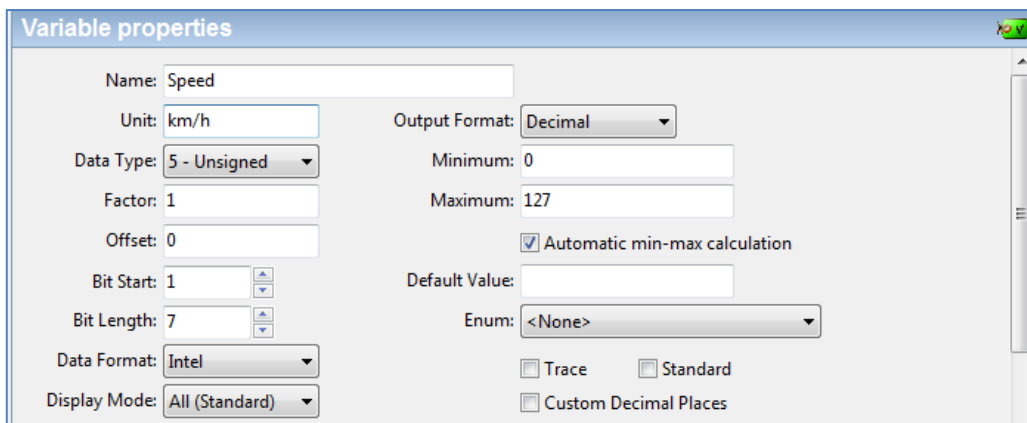 Variable properties
Name: Speed
Unit: km/h Output Format: Decimal
Data Type: 5 - Unsigned Minimum: 0
Factor: 1 Maximum: 127
Offset: 0 Automatic min-max calculation
Bit Start: 1 Default Value:
Bit Length: 7 Enum: <None>
Data Format: Intel Trace Standard
Display Mode: All (Standard) Custom Decimal Places